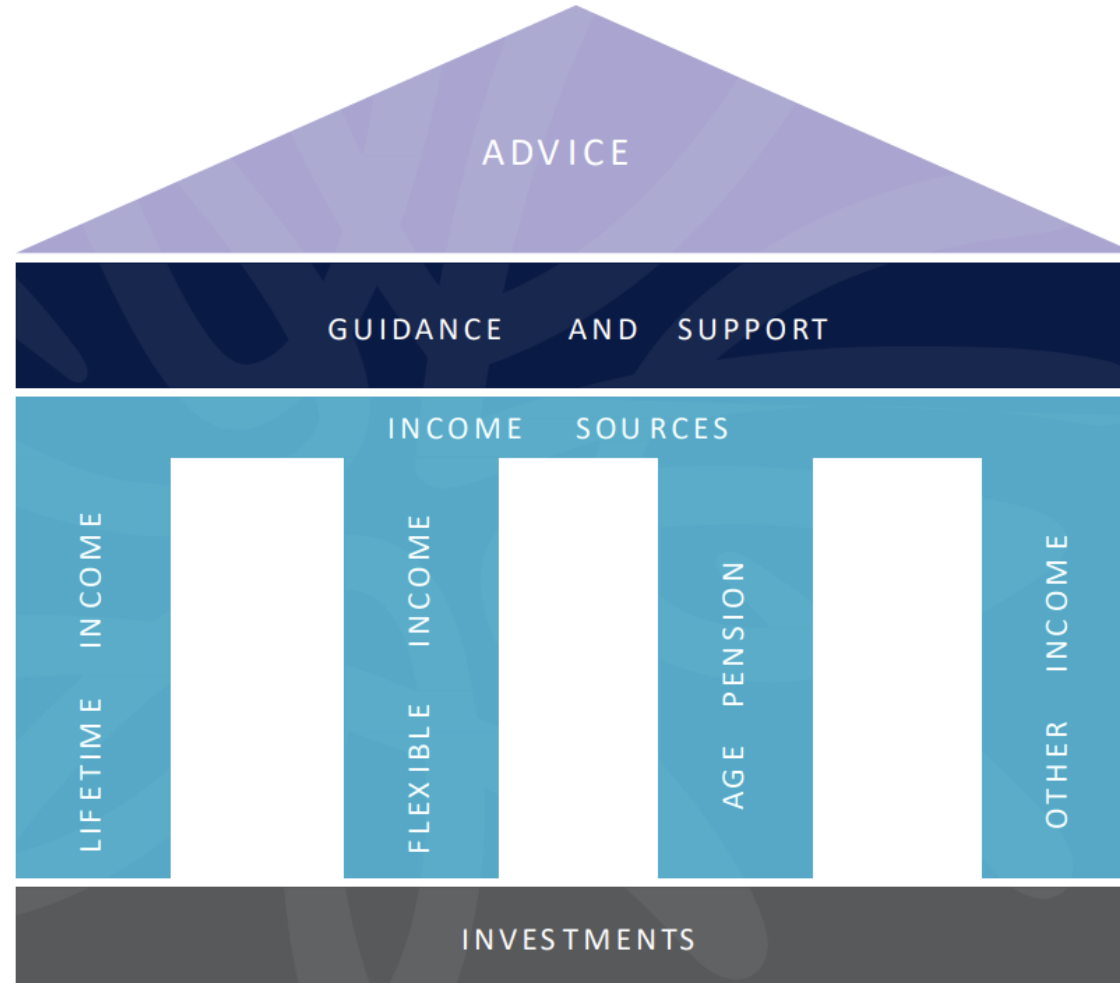 ADVICE
GUIDANCE AND SUPPORT
INCOME SOURCES
LIFETIME INCOME
FLEXIBLE INCOME
AGE PENSION
OTHER INCOME
INVESTMENTS